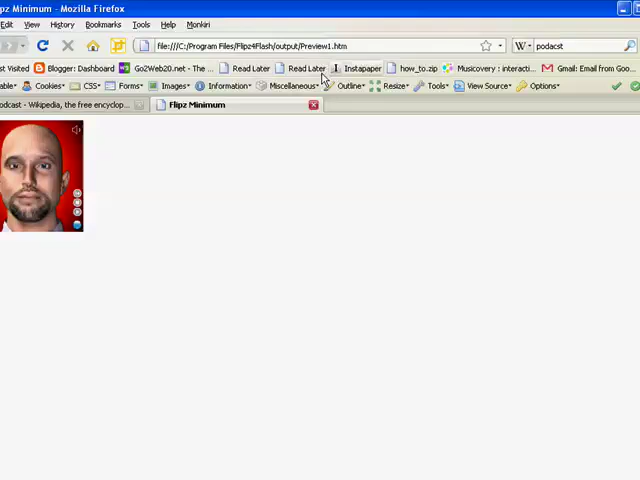 ipz Minimum - Mozilla Firefox
Edit View History Bookmarks Tools Help Monkiri
file:///C:/Program Files/Flipz4Flash/output/Preview1.htm W podacst
st Visited Blogger: Dashboard Go2Web20.net - The ... Read Later Read Later Instapaper how_to.zip Musicovery : interacti... Gmail: Email from Goo...
able Cookies CSS Forms Images Information Miscellaneous Outline Resize Tools View Source Options
odcast - Wikipedia, the free encyclop... Flipz Minimum